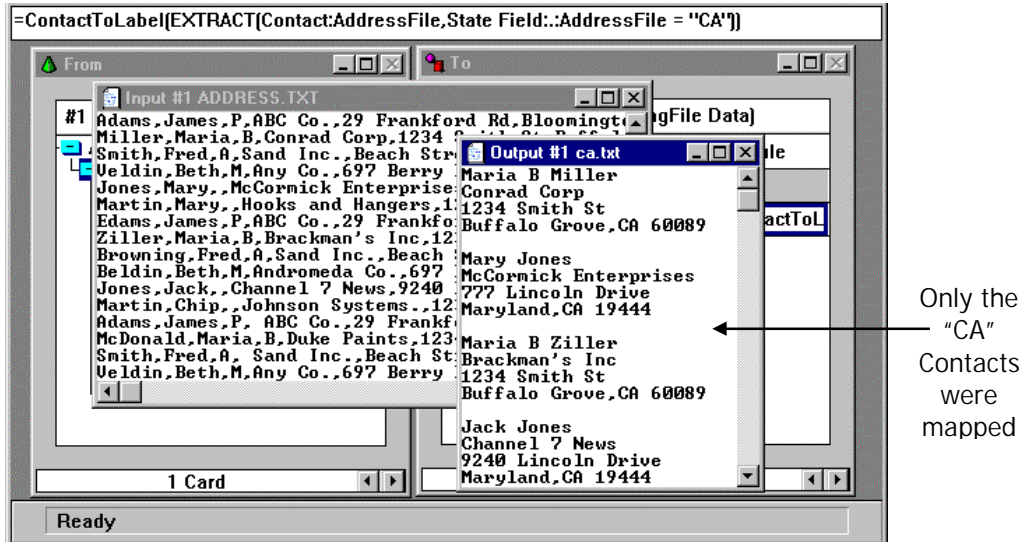 =ContactToLabel(EXTRACT(Contact:AddressFile,State Field:.:AddressFile = "CA"))
From
To
#1
Input #1 ADDRESS.TXT
Adams,James,P,ABC Co.,29 Frankford Rd,Bloomingt
Miller,Maria,B,Conrad Corp,1234
Smith,Fred,A,Sand Inc.,Beach Str
Veldin,Beth,M,Any Co.,697 Berry
Jones,Mary,,McCormick Enterprise
Martin,Mary,,Hooks and Hangers,1
Edams,James,P,ABC Co.,29 Frankfo
Ziller,Maria,B,Brackman's Inc,12
Browning,Fred,A,Sand Inc.,Beach
Beldin,Beth,M,Andromeda Co.,697
Jones,Jack,,Channel 7 News,9240
Martin,Chip,,Johnson Systems.,12
Adams,James,P, ABC Co.,29 Frankf
McDonald,Maria,B,Duke Paints,123
Smith,Fred,A, Sand Inc.,Beach St
Veldin,Beth,M,Any Co.,697 Berry
gFile Data)
le
actToL
Output #1 ca.txt
Maria B Miller
Conrad Corp
1234 Smith St
Buffalo Grove,CA 60089
Mary Jones
McCormick Enterprises
777 Lincoln Drive
Maryland,CA 19444
Maria B Ziller
Brackman's Inc
1234 Smith St
Buffalo Grove,CA 60089
Jack Jones
Channel 7 News
9240 Lincoln Drive
Maryland,CA 19444
1 Card
Ready
Only the
“CA”
Contacts
were
mapped